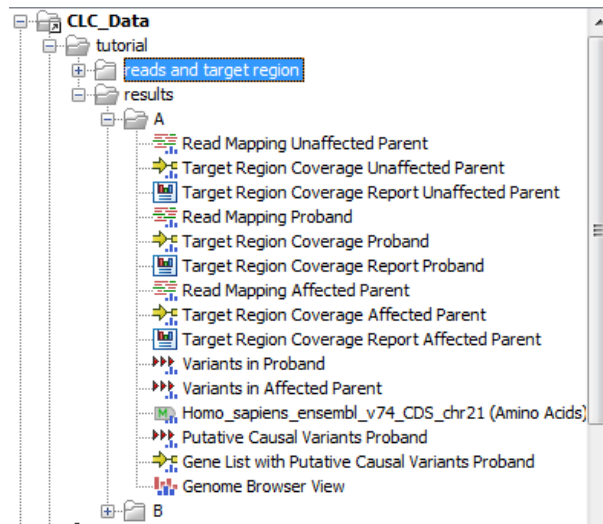 CLC_Data
tutorial
reads and target region
results
A
Read Mapping Unaffected Parent
Target Region Coverage Unaffected Parent
Target Region Coverage Report Unaffected Parent
Read Mapping Proband
Target Region Coverage Proband
Target Region Coverage Report Proband
Read Mapping Affected Parent
Target Region Coverage Affected Parent
Target Region Coverage Report Affected Parent
Variants in Proband
Variants in Affected Parent
Homo_sapiens_ensembl_v74_CDS_chr21 (Amino Acids)
Putative Causal Variants Proband
Gene List with Putative Causal Variants Proband
Genome Browser View
B